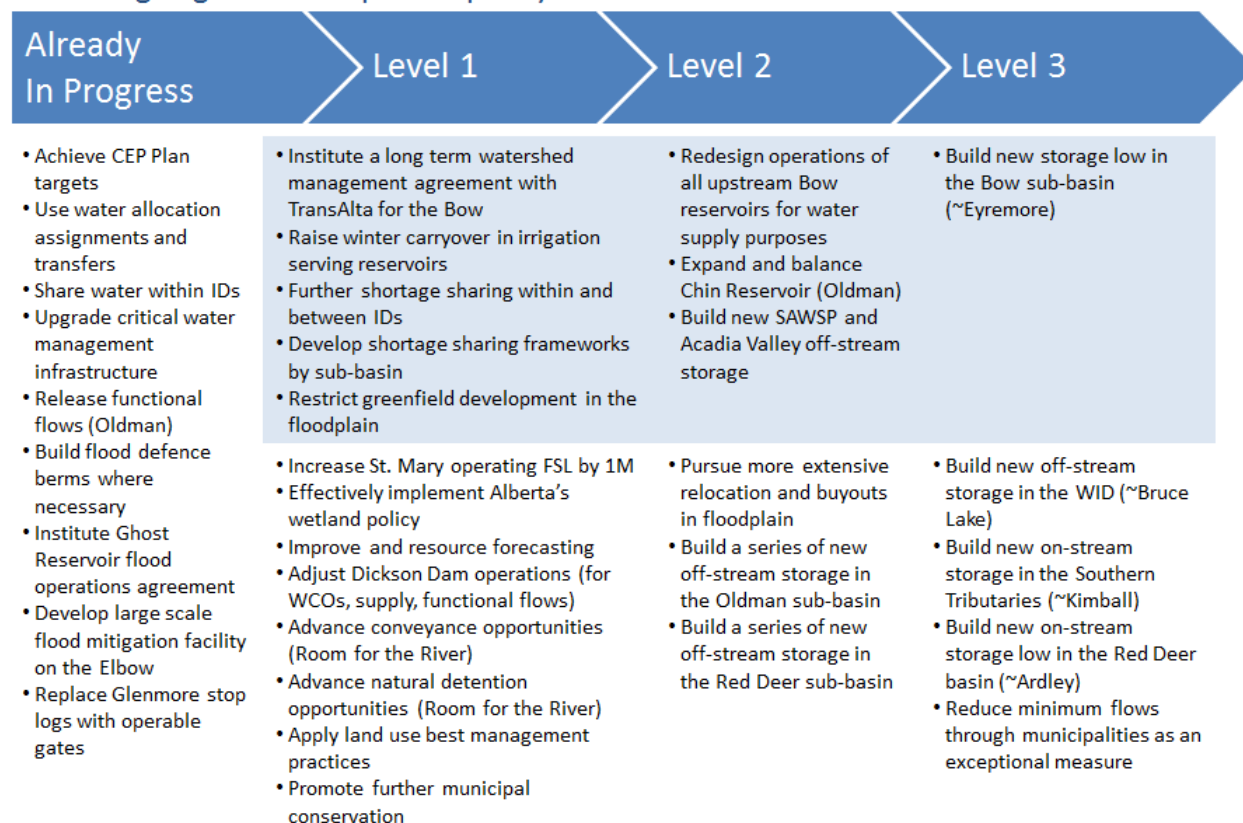 Already
In Progress
Level 1
Level 2
Level 3
• Achieve CEP Plan
targets
• Use water allocation
assignments and
transfers
• Share water within IDs
• Upgrade critical water
management
infrastructure
• Release functional
flows (Oldman)
• Build flood defence
berms where
necessary
• Institute Ghost
Reservoir flood
operations agreement
• Develop large scale
flood mitigation facility
on the Elbow
• Replace Glenmore stop
logs with operable
gates
• Institute a long term watershed
management agreement with
TransAlta for the Bow
• Raise winter carryover in irrigation
serving reservoirs
• Further shortage sharing within and
between IDs
• Develop shortage sharing frameworks
by sub-basin
• Restrict greenfield development in the
floodplain
• Increase St. Mary operating FSL by 1M
• Effectively implement Alberta's
wetland policy
• Improve and resource forecasting
• Adjust Dickson Dam operations (for
WCOs, supply, functional flows)
• Advance conveyance opportunities
(Room for the River)
• Advance natural detention
opportunities (Room for the River)
• Apply land use best management
practices
• Promote further municipal
conservation
• Redesign operations of
all upstream Bow
reservoirs for water
supply purposes
• Expand and balance
Chin Reservoir (Oldman)
• Build new SAWSP and
Acadia Valley off-stream
storage
• Pursue more extensive
relocation and buyouts
in floodplain
• Build a series of new
off-stream storage in
the Oldman sub-basin
• Build a series of new
off-stream storage in
the Red Deer sub-basin
• Build new storage low in
the Bow sub-basin
(~Eyremore)
• Build new off-stream
storage in the WID (~Bruce
Lake)
• Build new on-stream
storage in the Southern
Tributaries (~Kimball)
• Build new on-stream
storage low in the Red Deer
basin (~Ardley)
• Reduce minimum flows
through municipalities as an
exceptional measure